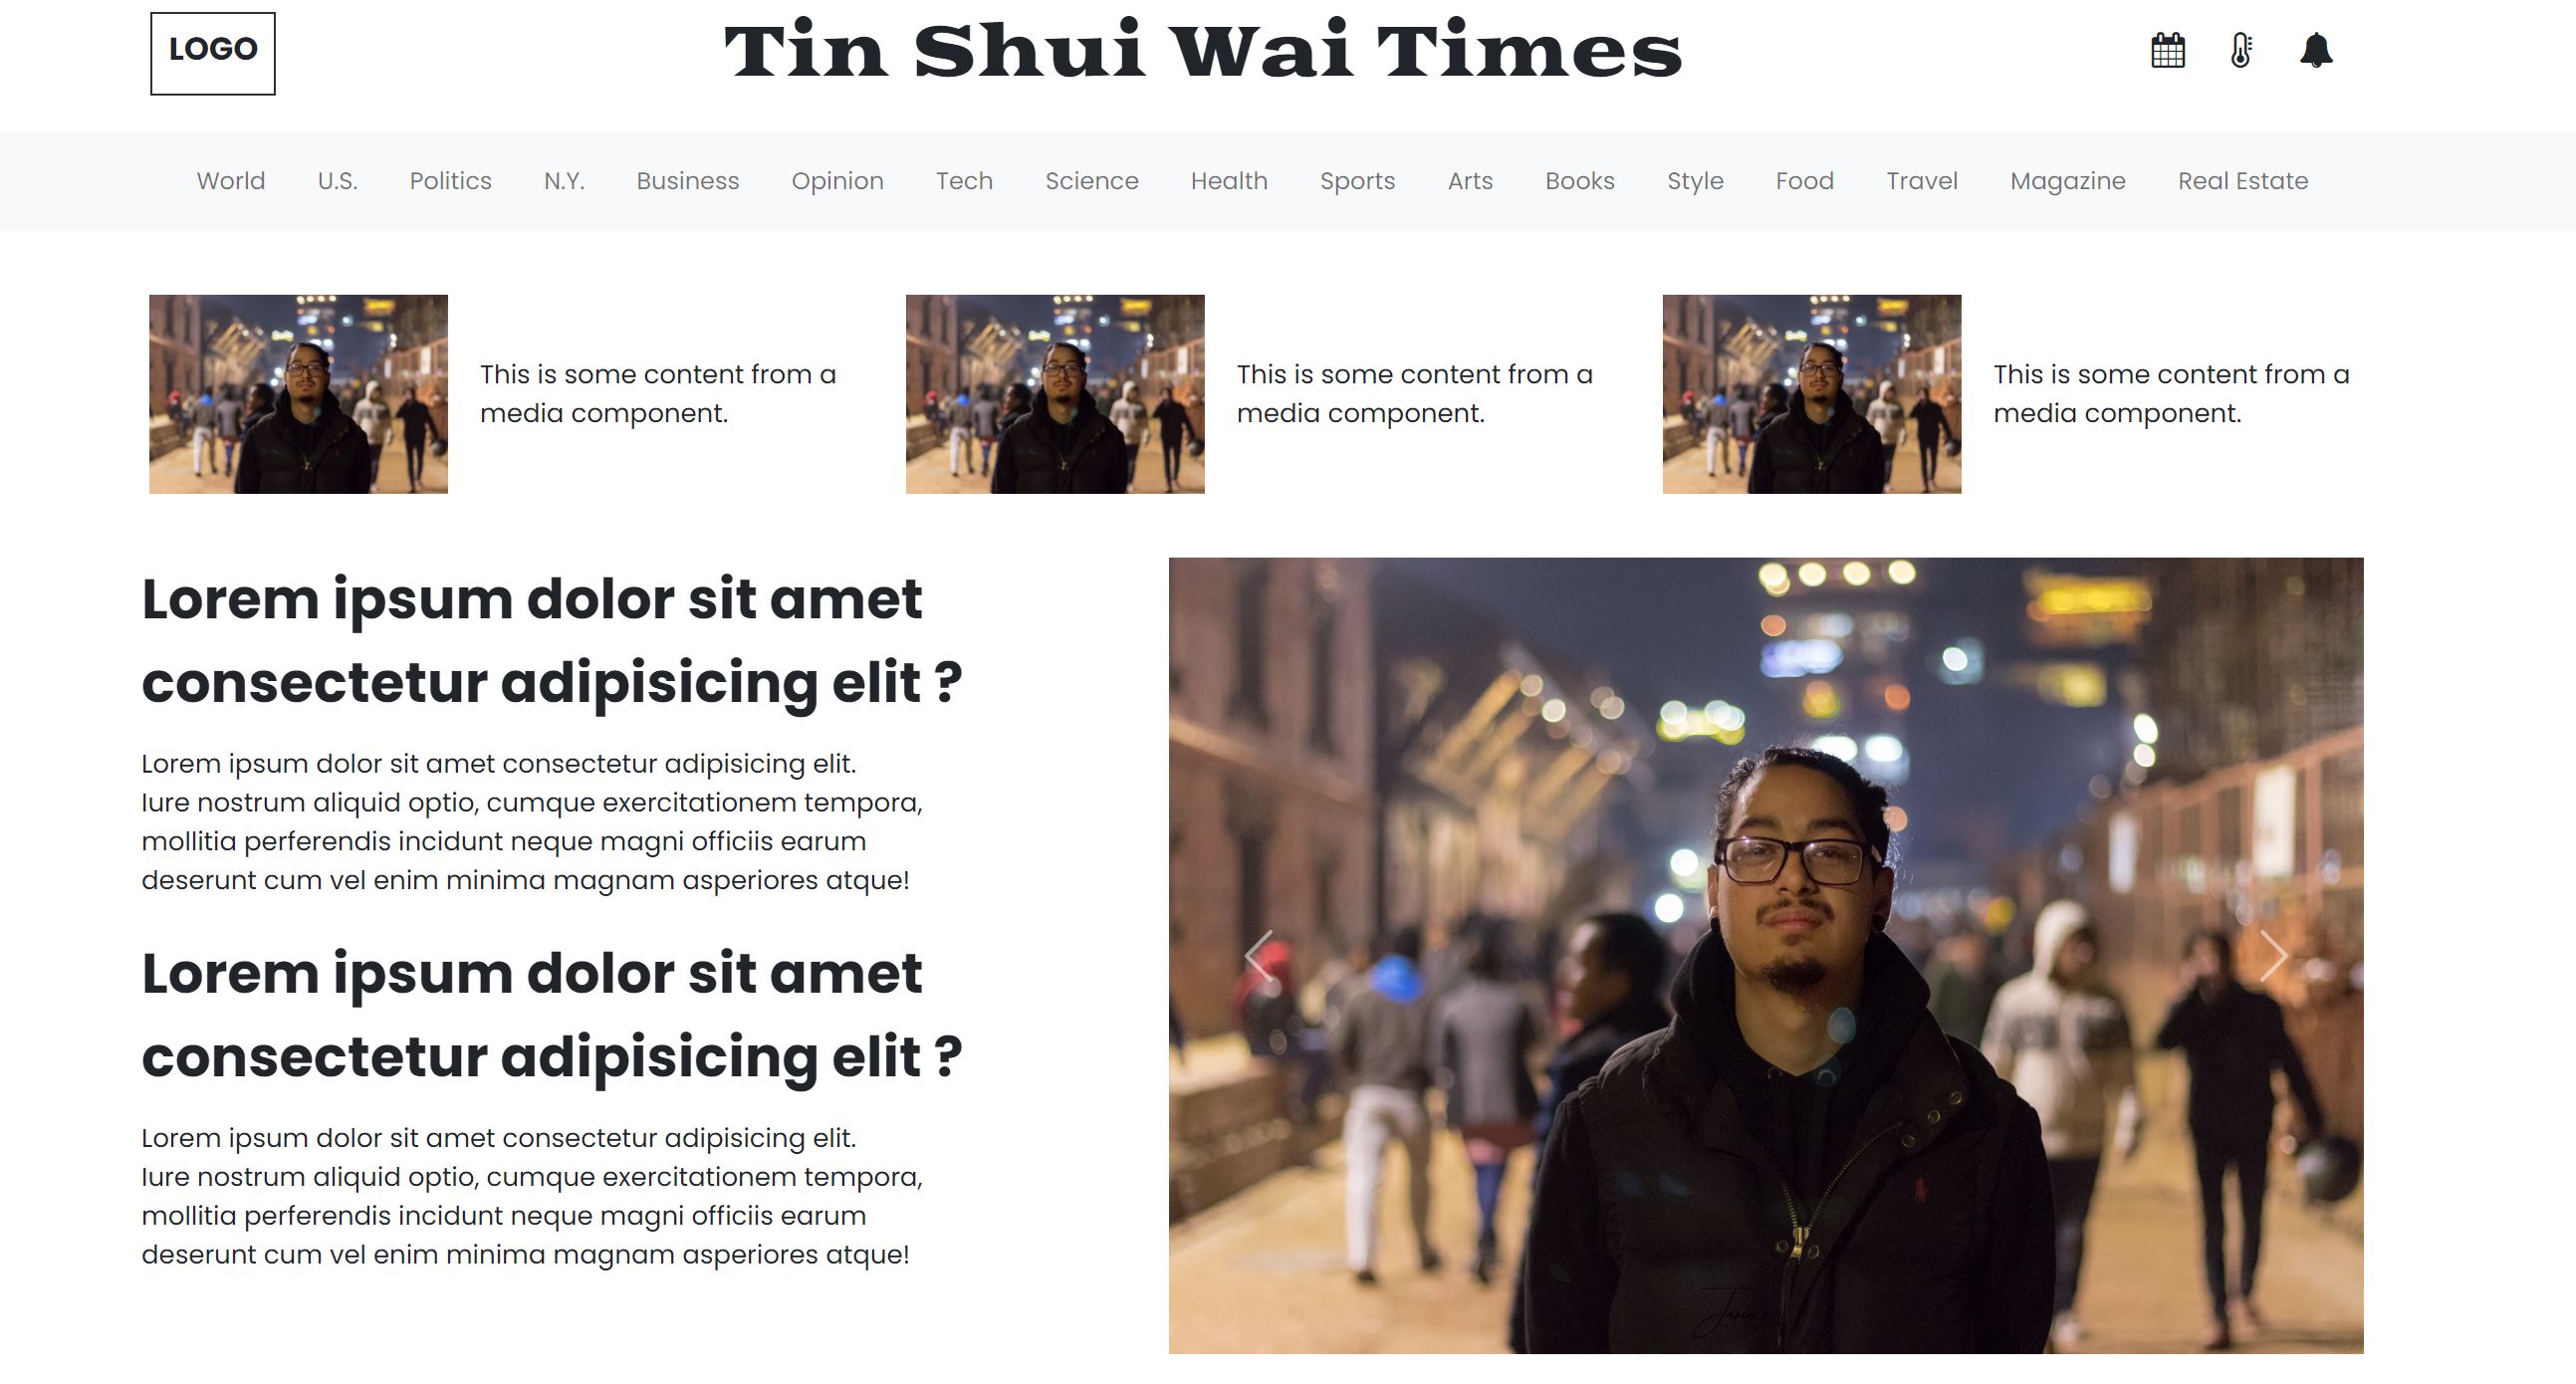 LOGO
Tin Shui Wai Times
World U.S. Politics N.Y. Business Opinion Tech Science Health Sports Arts Books Style Food Travel Magazine Real Estate
This is some content from a
media component.
This is some content from a
media component.
This is some content from a
media component.
Lorem ipsum dolor sit amet
consectetur adipisicing elit ?
Lorem ipsum dolor sit amet consectetur adipisicing elit.
Iure nostrum aliquid optio, cumque exercitationem tempora,
mollitia perferendis incidunt neque magni officiis earum
deserunt cum vel enim minima magnam asperiores atque!
Lorem ipsum dolor sit amet
consectetur adipisicing elit ?
Lorem ipsum dolor sit amet consectetur adipisicing elit.
Iure nostrum aliquid optio, cumque exercitationem tempora,
mollitia perferendis incidunt neque magni officiis earum
deserunt cum vel enim minima magnam asperiores atque!